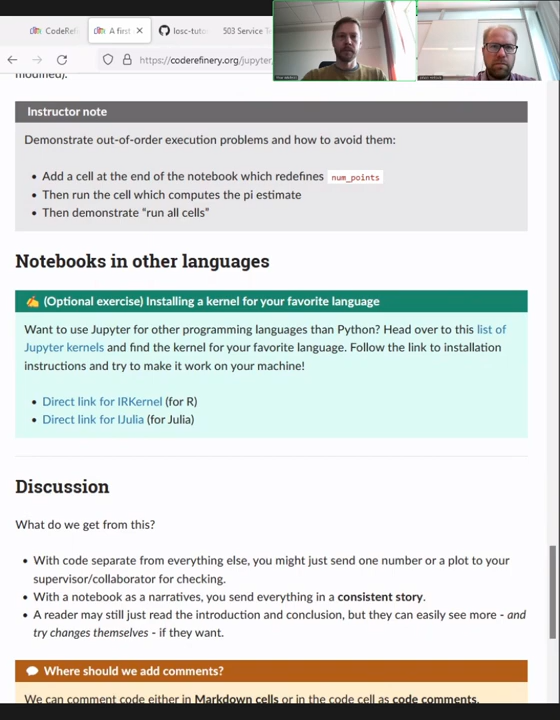 CodeRef
A first
losc-tuto
503 Service T
https://coderefinery.org/jupyter
modified).
Instructor note
Demonstrate out-of-order execution problems and how to avoid them:
• Add a cell at the end of the notebook which redefines num_points
• Then run the cell which computes the pi estimate
• Then demonstrate “run all cells”
Notebooks in other languages
✍️ (Optional exercise) Installing a kernel for your favorite language
Want to use Jupyter for other programming languages than Python? Head over to this list of
Jupyter kernels and find the kernel for your favorite language. Follow the link to installation
instructions and try to make it work on your machine!
• Direct link for IRKernel (for R)
• Direct link for IJulia (for Julia)
Discussion
What do we get from this?
• With code separate from everything else, you might just send one number or a plot to your
supervisor/collaborator for checking.
• With a notebook as a narratives, you send everything in a consistent story.
• A reader may still just read the introduction and conclusion, but they can easily see more - and
try changes themselves - if they want.
💬 Where should we add comments?
We can comment code either in Markdown cells or in the code cell as code comments.